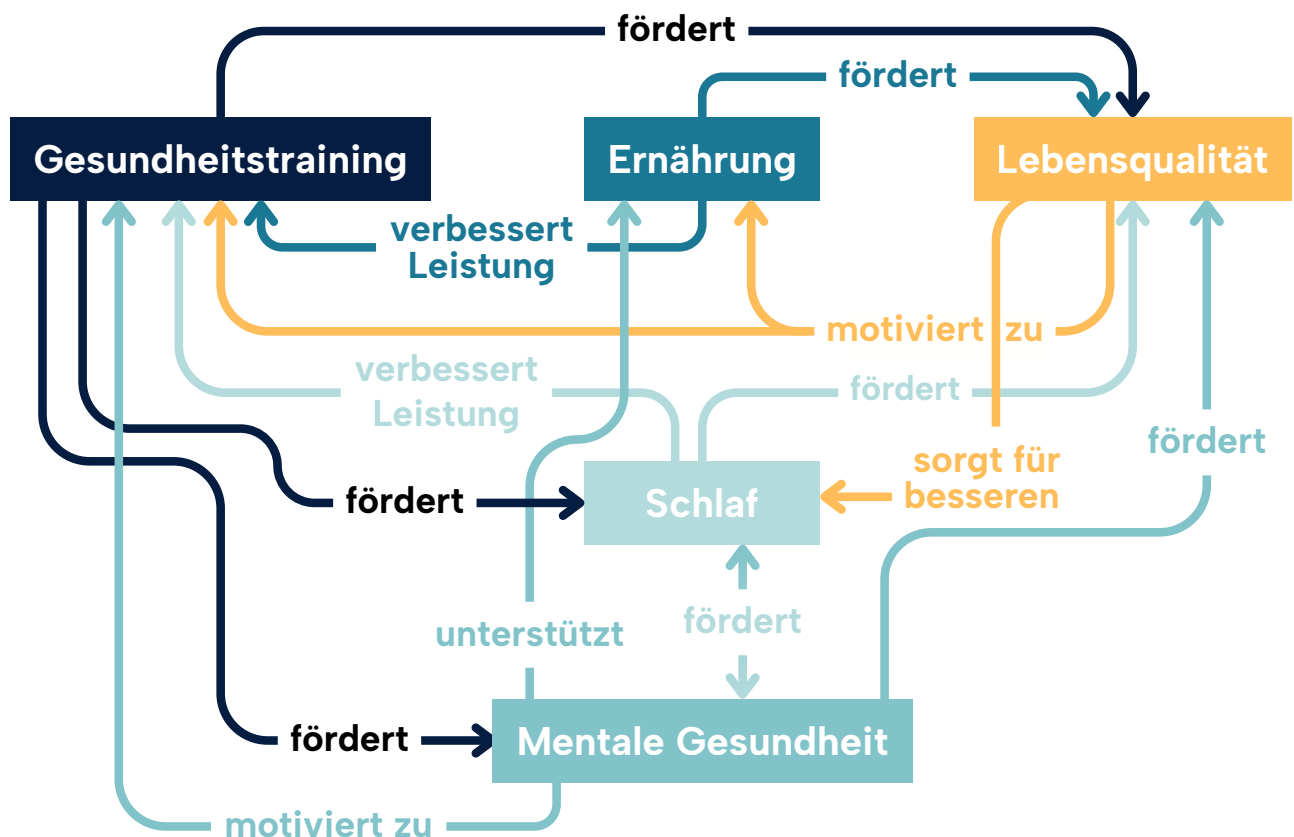 fördert
fördert
Gesundheitstraining
Ernährung
Lebensqualität
verbessert
Leistung
motiviert zu
verbessert
Leistung
fördert
fördert
sorgt für
besseren
fördert
Schlaf
unterstützt
fördert
fördert
Mentale Gesundheit
motiviert zu